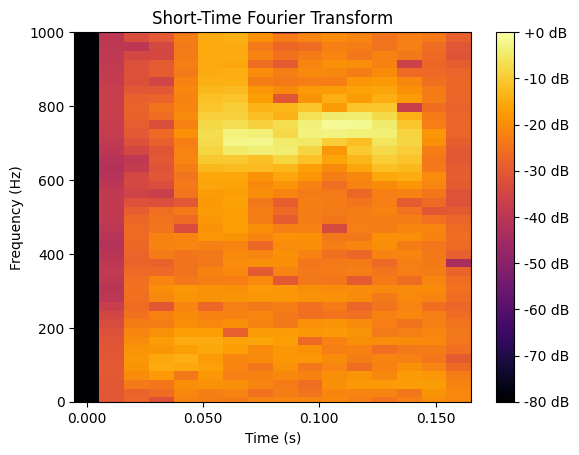 Short-Time Fourier Transform
Frequency (Hz)
1000
800
600
400
200
0
0.000
0.050
0.100
0.150
Time (s)
+0 dB
-10 dB
-20 dB
-30 dB
-40 dB
-50 dB
-60 dB
-70 dB
-80 dB